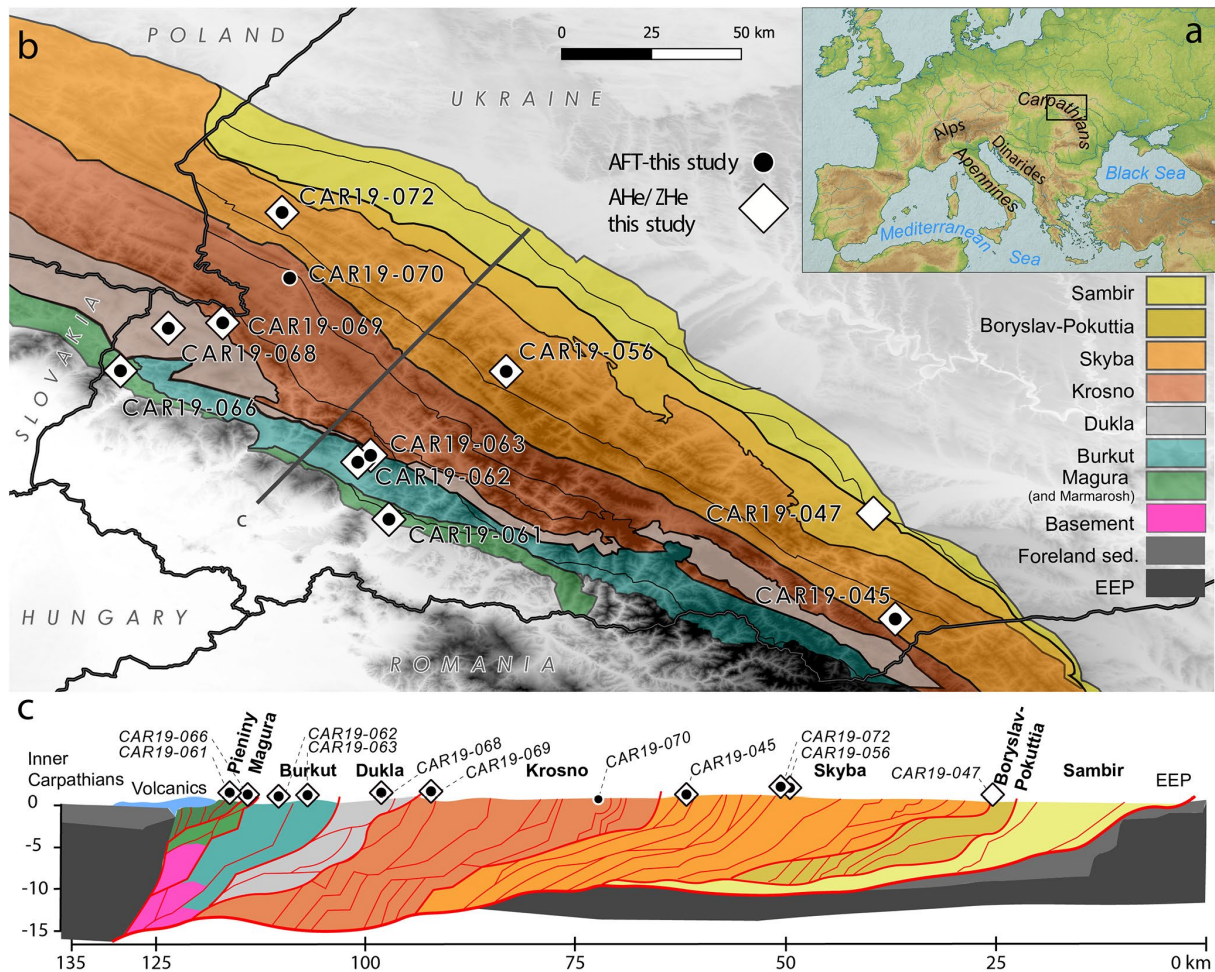 b
POLAND
0 25 50 km
UKRAINE
AFT-this study
AHe/ ZHe
this study
CAR19-072
CAR19-070
CAR19-069
CAR19-068
CAR19-056
SLOVAKIA
CAR19-066
CAR19-063
CAR19-062
c
CAR19-061
CAR19-047
CAR19-045
HUNGARY
ROMANIA
a
Carpathians
Alps
Dinarides
Apennines
Black Sea
Mediterranean-
Sea
Sambir
Boryslav-Pokuttia
Skyba
Krosno
Dukla
Burkut
Magura
(and Marmarosh)
Basement
Foreland sed.
EEP
c
Inner
Carpathians
Volcanics
CAR19-066
CAR19-061
Pieniny
Magura
CAR19-062
CAR19-063
Burkut
Dukla
CAR19-068
CAR19-069
Krosno
CAR19-070
CAR19-045
CAR19-072
CAR19-056
Skyba
CAR19-047
Boryslav-
Pokuttia
Sambir
EEP
0
-5
-10
-15
135 125 100 75 50 25 0 km